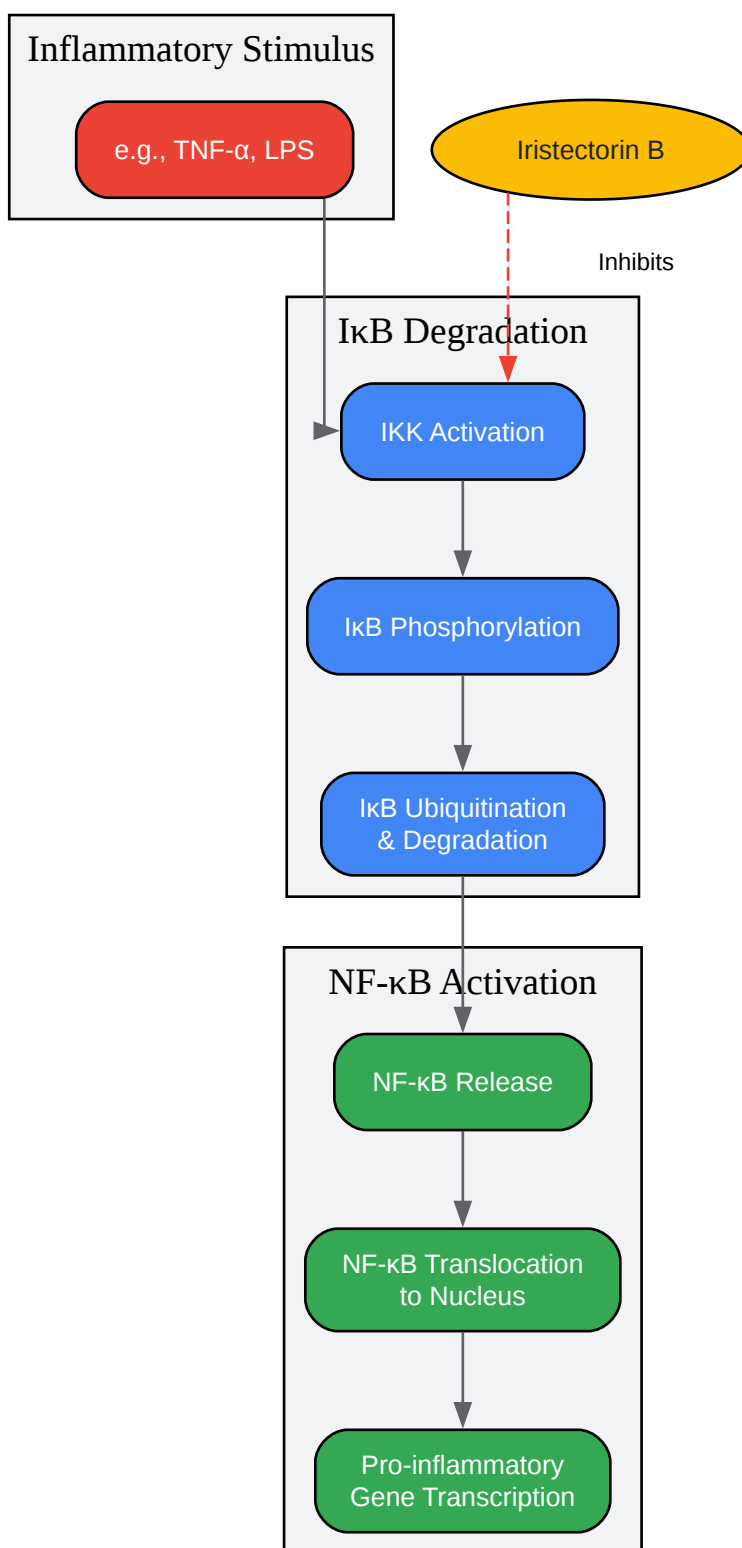 Inflammatory Stimulus
e.g., TNF-α, LPS
Iristectorin B
Inhibits
IκB Degradation
IKK Activation
IκB Phosphorylation
IκB Ubiquitination
& Degradation
NF-κB Activation
NF-κB Release
NF-κB Translocation
to Nucleus
Pro-inflammatory
Gene Transcription